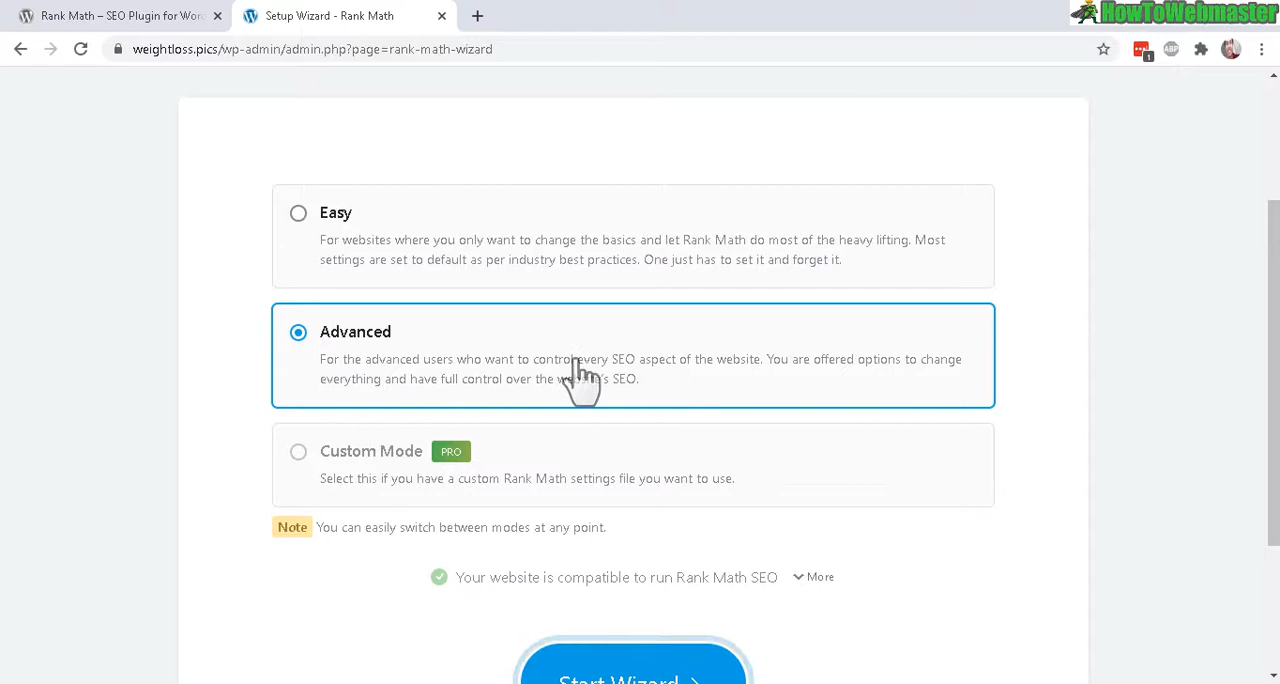 Rank Math – SEO Plugin for Wor
Setup Wizard - Rank Math
HowToWebmaster
weightloss.pics/wp-admin/admin.php?page=rank-math-wizard
1
ABP
Easy
For websites where you only want to change the basics and let Rank Math do most of the heavy lifting. Most
settings are set to default as per industry best practices. One just has to set it and forget it.
Advanced
For the advanced users who want to control every SEO aspect of the website. You are offered options to change
everything and have full control over the website's SEO.
Custom Mode PRO
Select this if you have a custom Rank Math settings file you want to use.
Note You can easily switch between modes at any point.
Your website is compatible to run Rank Math SEO More
Start Wizard